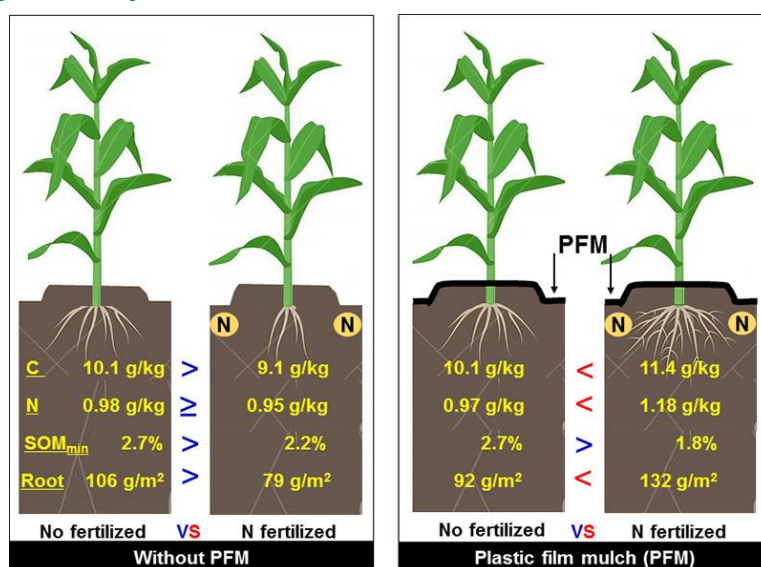 PFM
N N N N
C 10.1 g/kg > 9.1 g/kg 10.1 g/kg < 11.4 g/kg
N 0.98 g/kg ≥ 0.95 g/kg 0.97 g/kg < 1.18 g/kg
SOMmin 2.7% > 2.2% 2.7% > 1.8%
Root 106 g/m² > 79 g/m² 92 g/m² < 132 g/m²
No fertilized VS N fertilized No fertilized VS N fertilized
Without PFM Plastic film mulch (PFM)